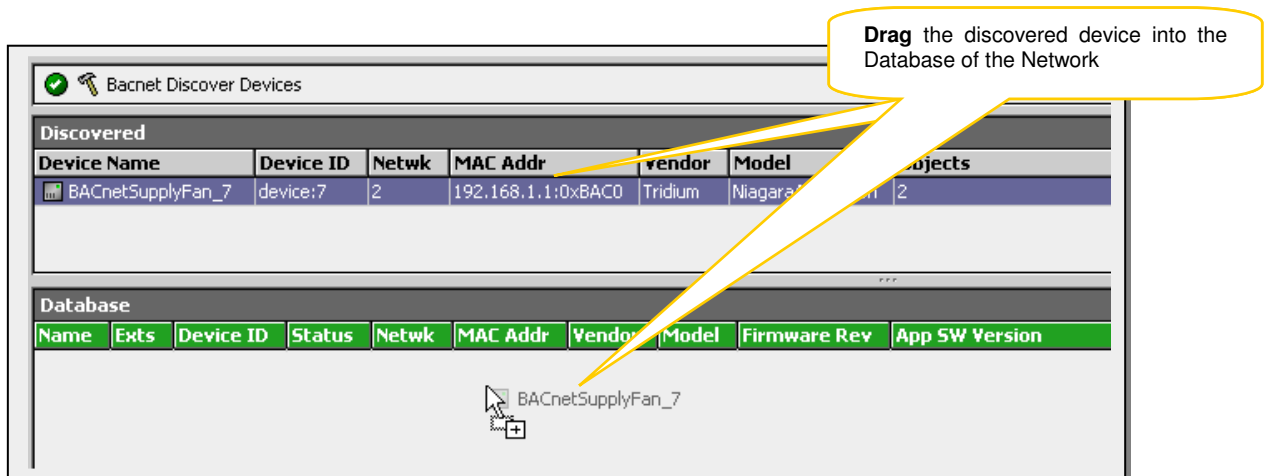 Drag the discovered device into the
Database of the Network
Bacnet Discover Devices
Discovered
Device Name Device ID Netwk MAC Addr Vendor Model Objects
BACnetSupplyFan_7 device:7 2 192.168.1.1:0xBAC0 Tridium 2
Database
Name Exts Device ID Status Netwk MAC Addr Vendor Model Firmware Rev App SW Version
BACnetSupplyFan_7